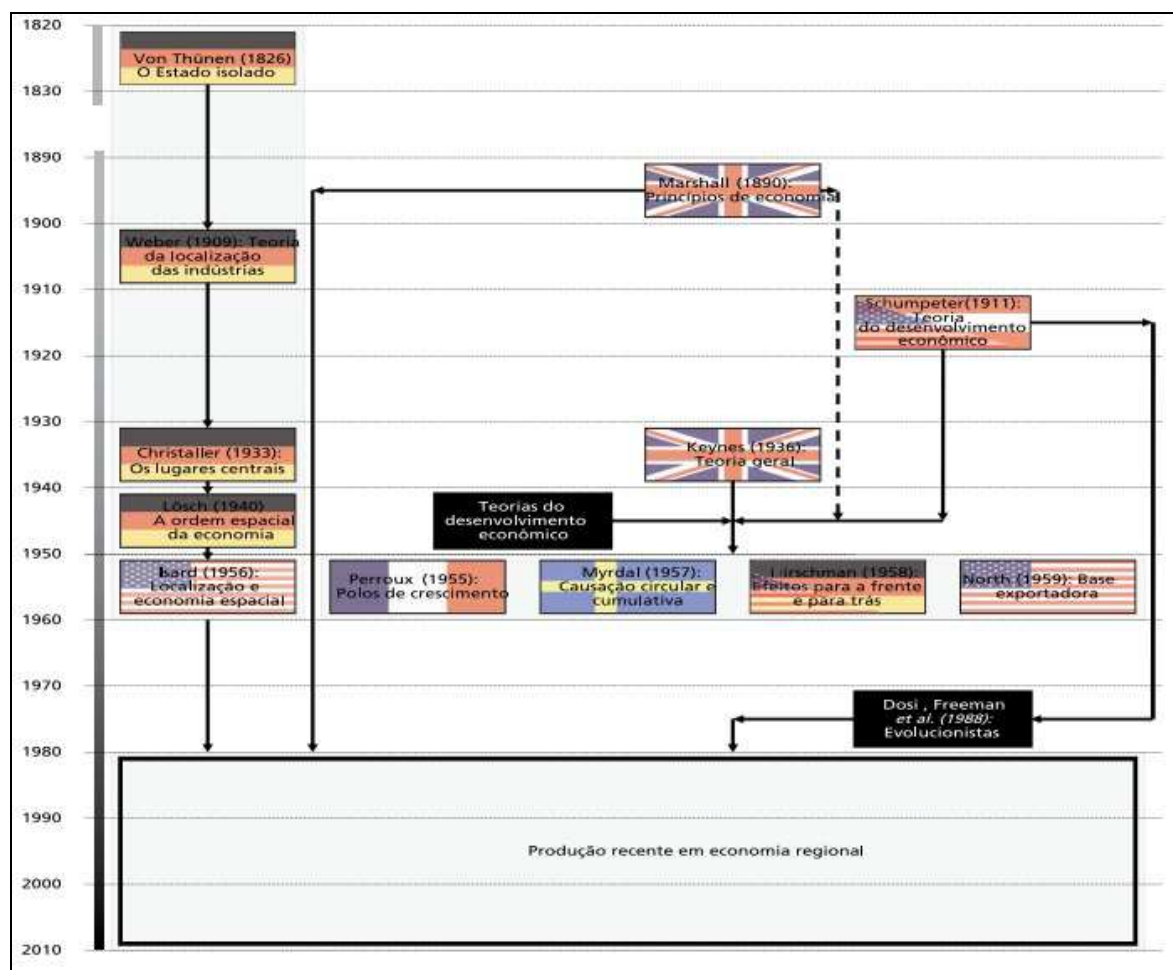 1820
Von Thünen (1826)
O Estado isolado
1830
1890
Marshall (1890):
Princípios de economia
1900
Weber (1909): Teoria
da localização
das indústrias
1910
Schumpeter(1911):
Teoria
do desenvolvimento
econômico
1920
1930
Christaller (1933):
Os lugares centrais
Keynes (1936):
Teoria geral
1940
Lösch (1940)
A ordem espacial
da economia
Teorias do
desenvolvimento
econômico
1950
Isard (1956):
Localização e
economia espacial
Perroux (1955):
Polos de crescimento
Myrdal (1957):
Causação circular e
cumulativa
Hirschman (1958):
Efeitos para a frente
e para trás
North (1959): Base
exportadora
1960
1970
Dosi , Freeman
et al. (1988):
Evolucionistas
1980
1990
Produção recente em economia regional
2000
2010